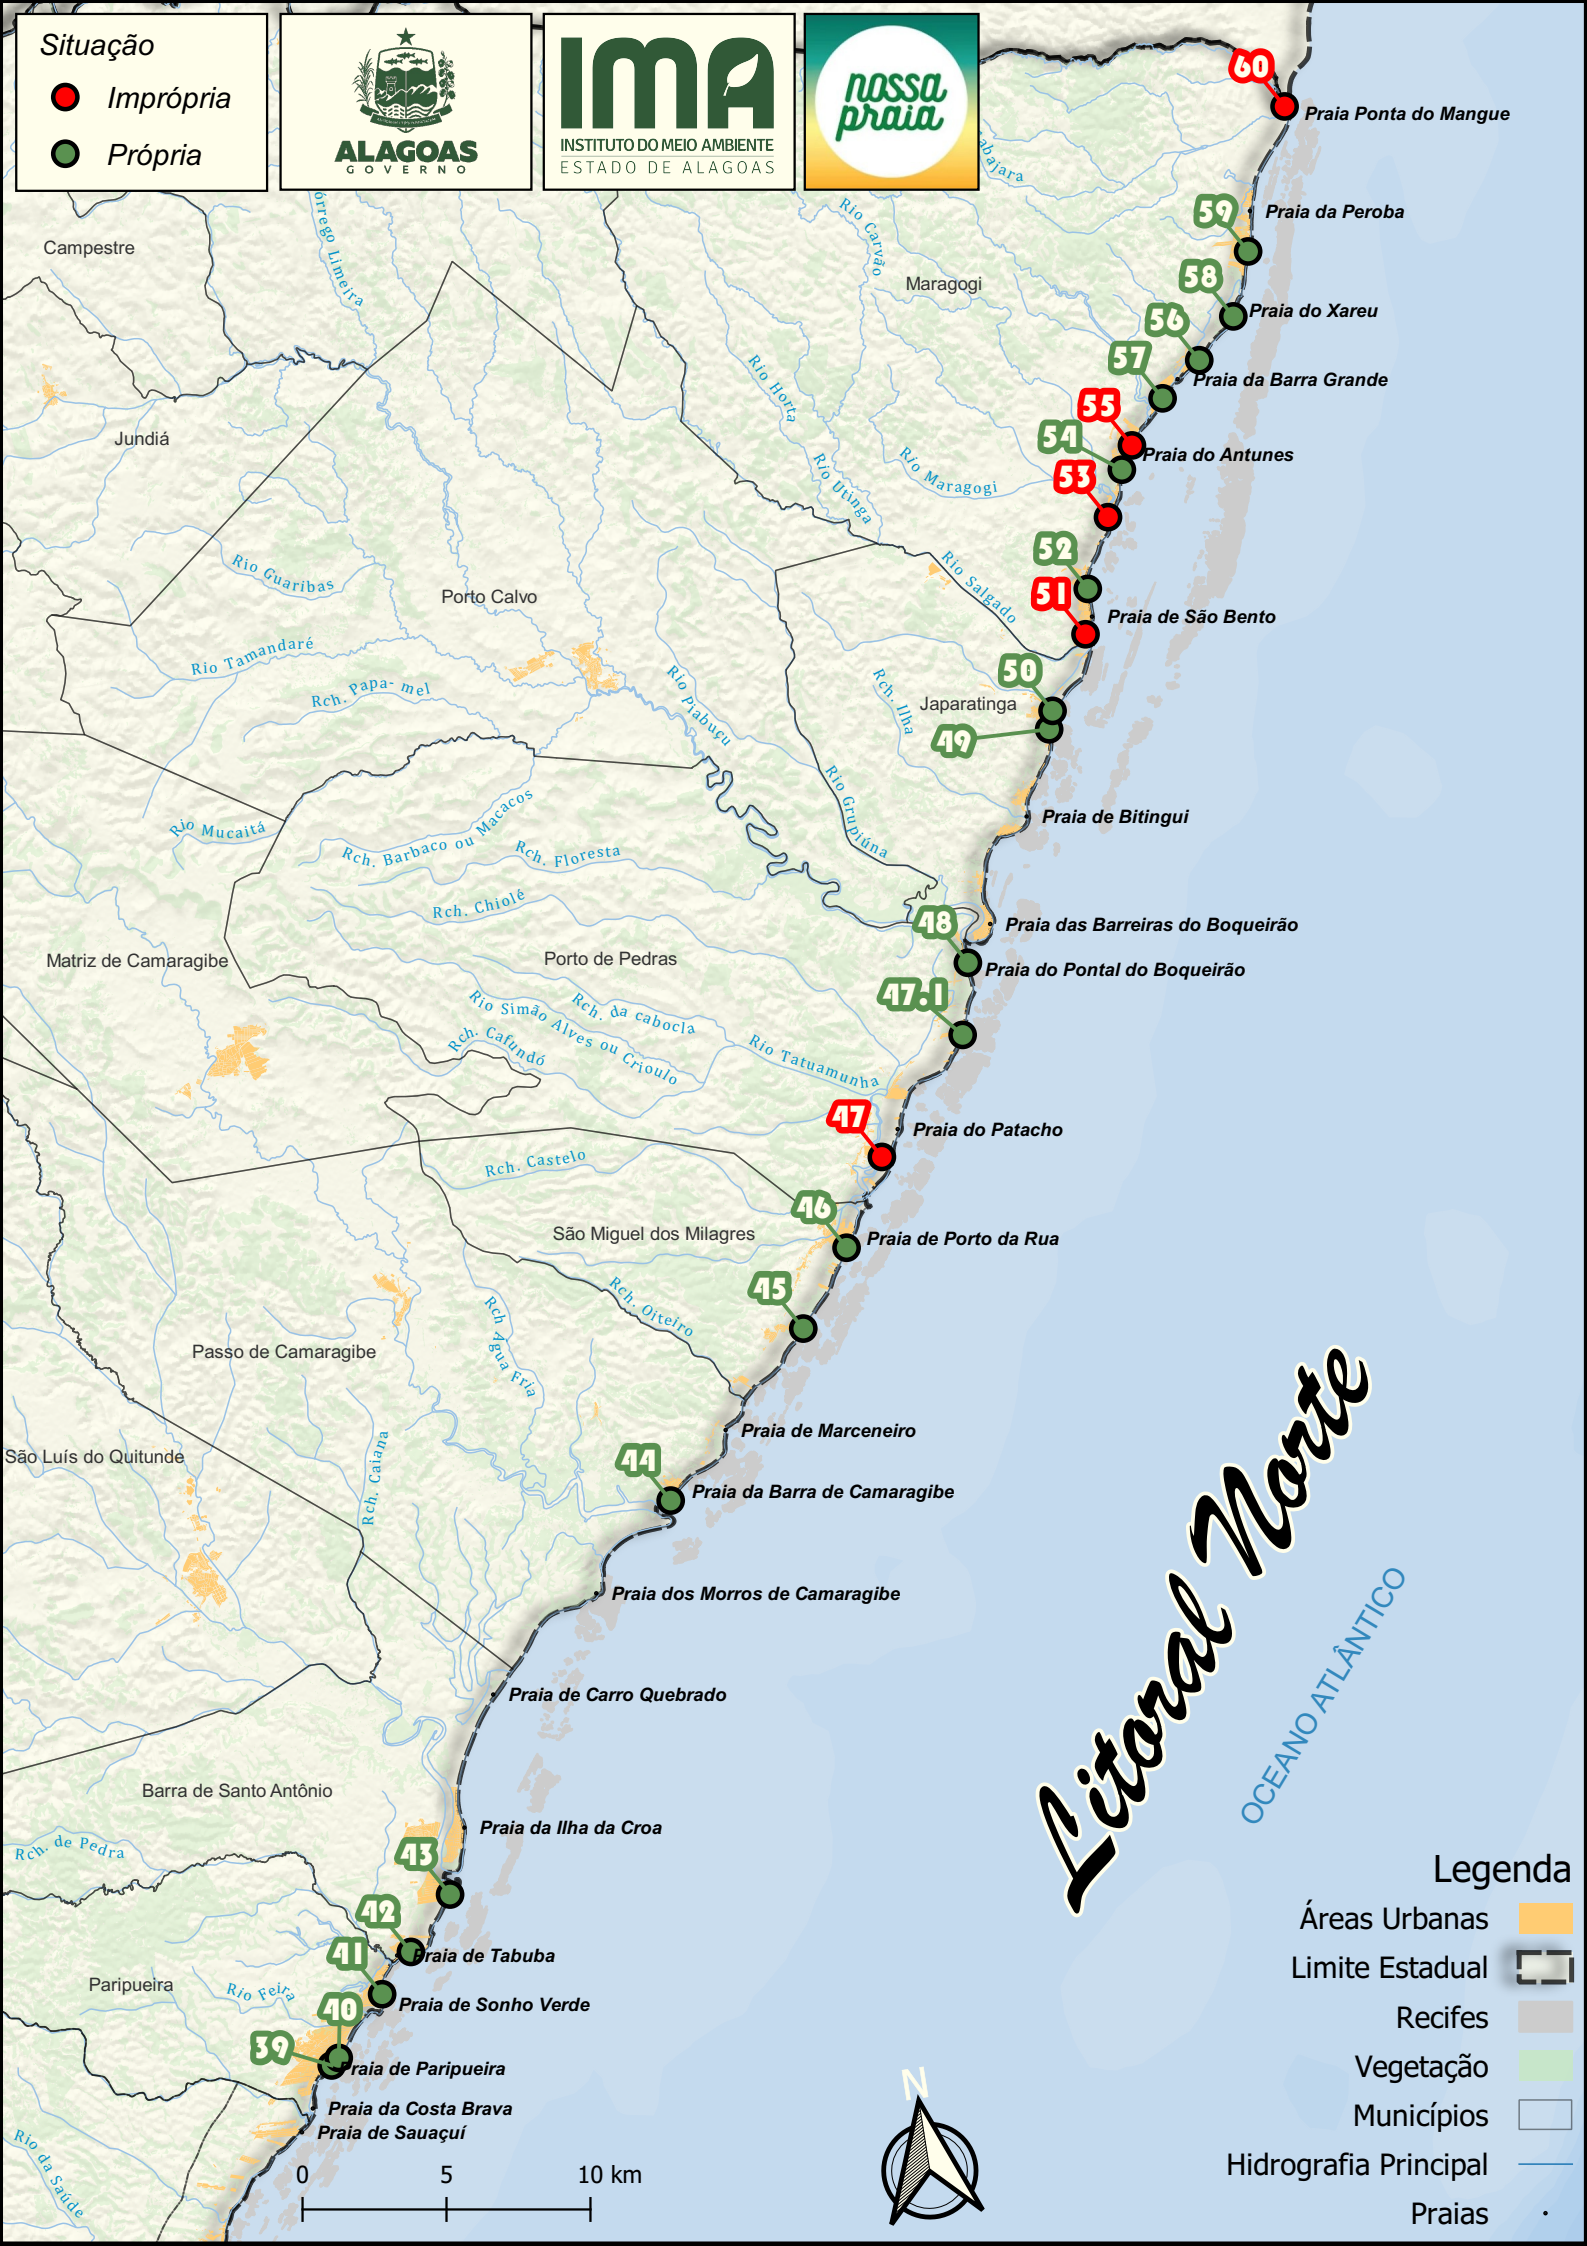 Situação
Imprópria
Própria
ALAGOAS
GOVERNO
IMA
INSTITUTO DO MEIO AMBIENTE
ESTADO DE ALAGOAS
nossa
praia
60
Praia Ponta do Mangue
59
Praia da Peroba
58
Praia do Xareu
56
57
Praia da Barra Grande
55
54
Praia do Antunes
53
52
51
Praia de São Bento
50
49
Praia de Bitingui
48
Praia das Barreiras do Boqueirão
Praia do Pontal do Boqueirão
47.1
47
Praia do Patacho
46
Praia de Porto da Rua
45
Praia de Marceneiro
44
Praia da Barra de Camaragibe
Praia dos Morros de Camaragibe
Praia de Carro Quebrado
Praia da Ilha da Croa
43
42
Praia de Tabuba
41
Praia de Sonho Verde
40
39
Praia de Paripueira
Praia da Costa Brava
Praia de Sauaçuí
Campestre
Jundiá
Maragogi
Porto Calvo
Japaratinga
Matriz de Camaragibe
Porto de Pedras
São Miguel dos Milagres
Passo de Camaragibe
São Luís do Quitunde
Barra de Santo Antônio
Paripueira
órrego Limeira
abajara
Rio Carvão
Rio Horta
Rio Utinga
Rio Maragogi
Rio Salgado
Rio Guaribas
Rio Tamandaré
Rch. Papa- mel
Rio Piabuçu
Rch. Ilha
Rio Grupiúna
Rio Mucaitá
Rch. Barbaco ou Macacos
Rch. Floresta
Rch. Chiolé
Rio Simão Alves ou Crioulo
Rch. da cabocla
Rch. Cafundó
Rio Tatuamunha
Rch. Castelo
Rch. Oiteiro
Rch Água Fria
Rch. Caiana
Rch. de Pedra
Rio Feira
Rio da Saúde
Litoral Norte
OCEANO ATLÂNTICO
Legenda
Áreas Urbanas
Limite Estadual
Recifes
Vegetação
Municípios
Hidrografia Principal
Praias
N
0 5 10 km